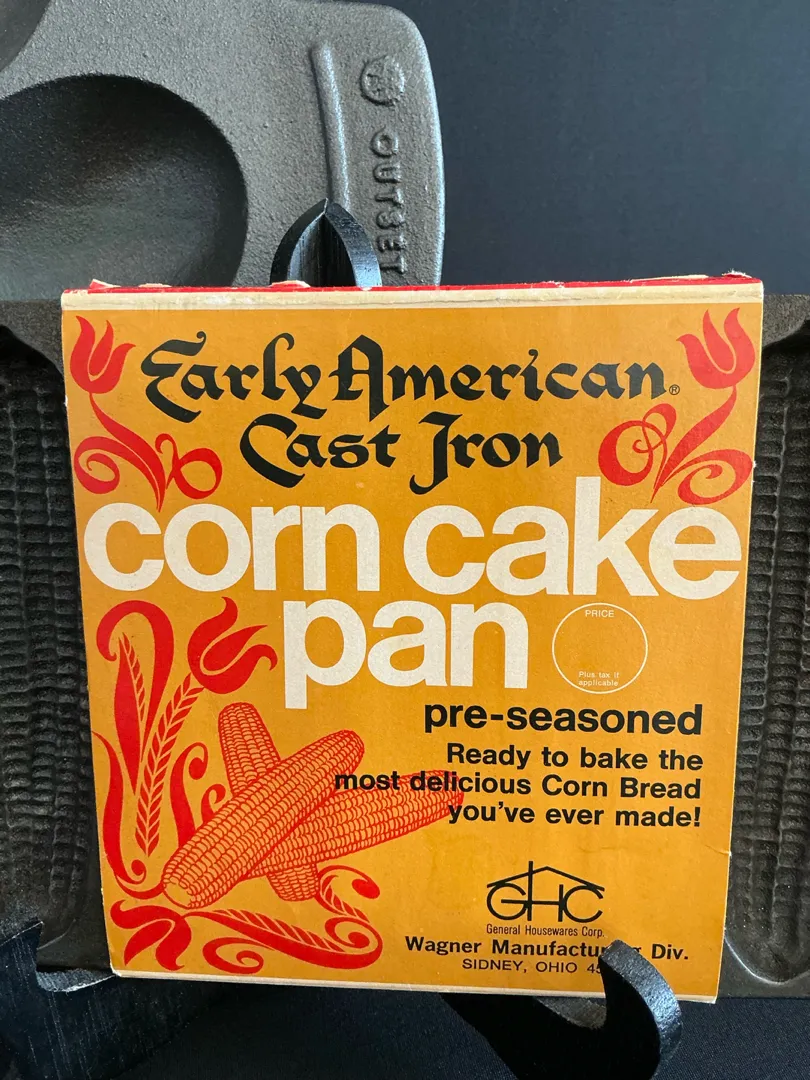 OUTSET
Early American®
Cast Iron
corn cake
pan
PRICE
Plus tax if
applicable
pre-seasoned
Ready to bake the
most delicious Corn Bread
you've ever made!
GHC
General Housewares Corp.
Wagner Div.
SIDNEY, OHIO